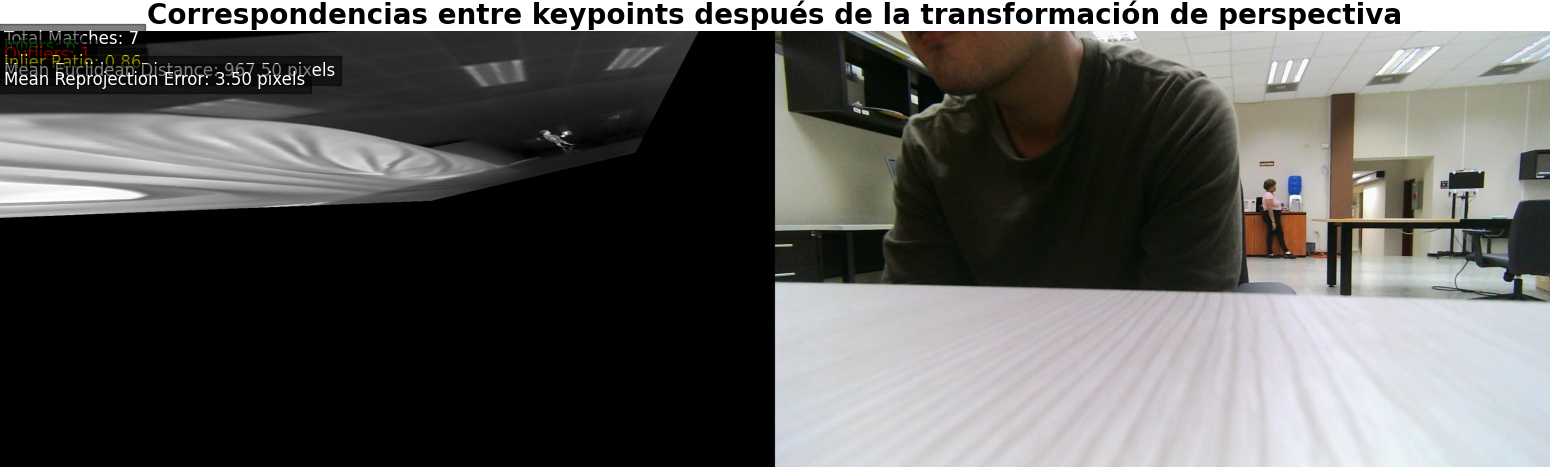 Correspondencias entre keypoints después de la transformación de perspectiva
Total Matches: 7
Outliers: 1
Inlier Ratio: 0.86
Mean Euclidean Distance: 967.50 pixels
Mean Reprojection Error: 3.50 pixels